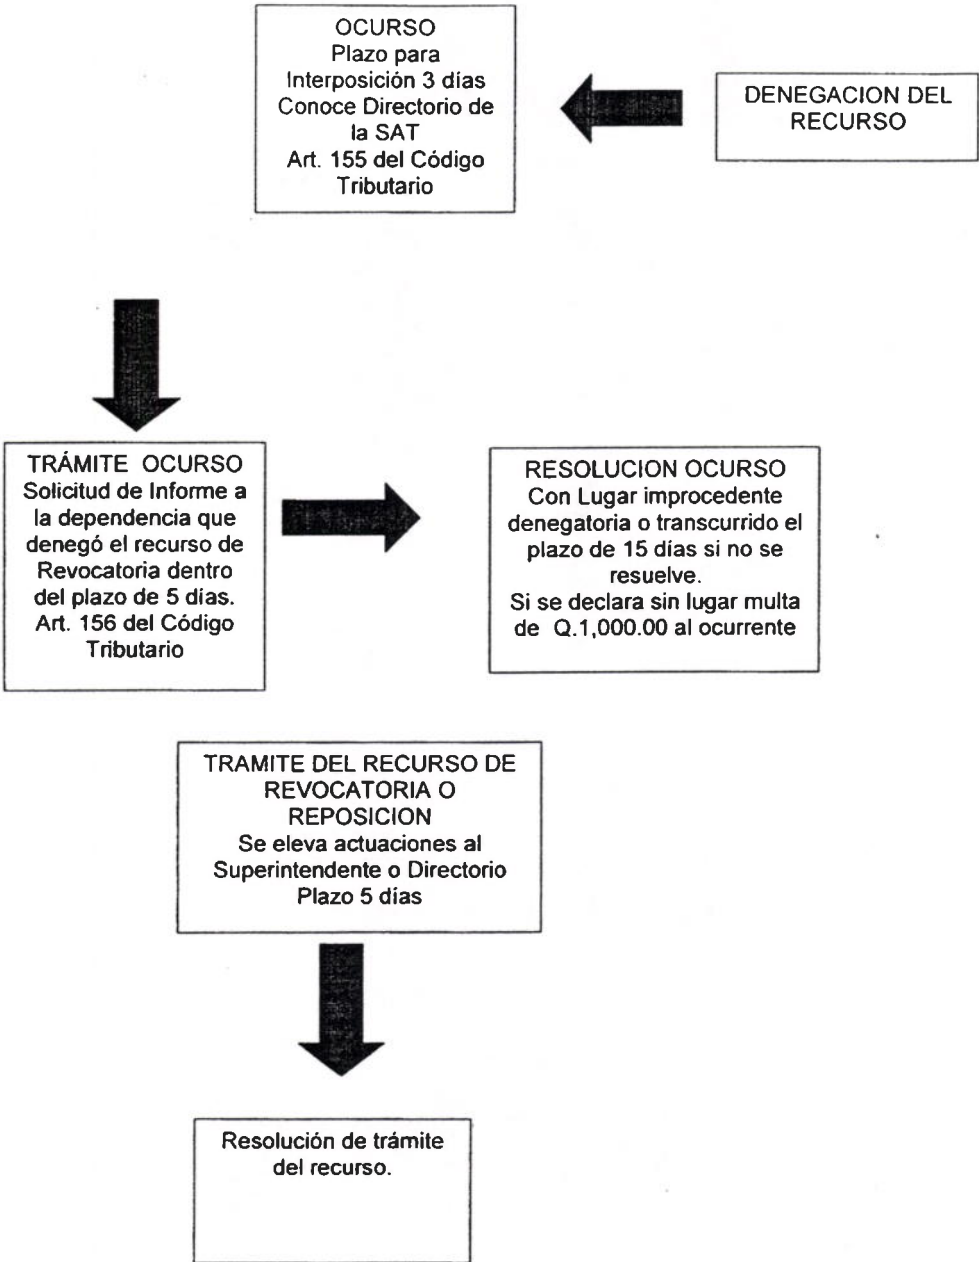 OCURSO
Plazo para
Interposición 3 días
Conoce Directorio de
la SAT
Art. 155 del Código
Tributario
DENEGACION DEL
RECURSO
TRÁMITE OCURSO
Solicitud de Informe a
la dependencia que
denegó el recurso de
Revocatoria dentro
del plazo de 5 días.
Art. 156 del Código
Tributario
RESOLUCION OCURSO
Con Lugar improcedente
denegatoria o transcurrido el
plazo de 15 días si no se
resuelve.
Si se declara sin lugar multa
de Q.1,000.00 al ocurrente
TRAMITE DEL RECURSO DE
REVOCATORIA O
REPOSICION
Se eleva actuaciones al
Superintendente o Directorio
Plazo 5 días
Resolución de trámite
del recurso.